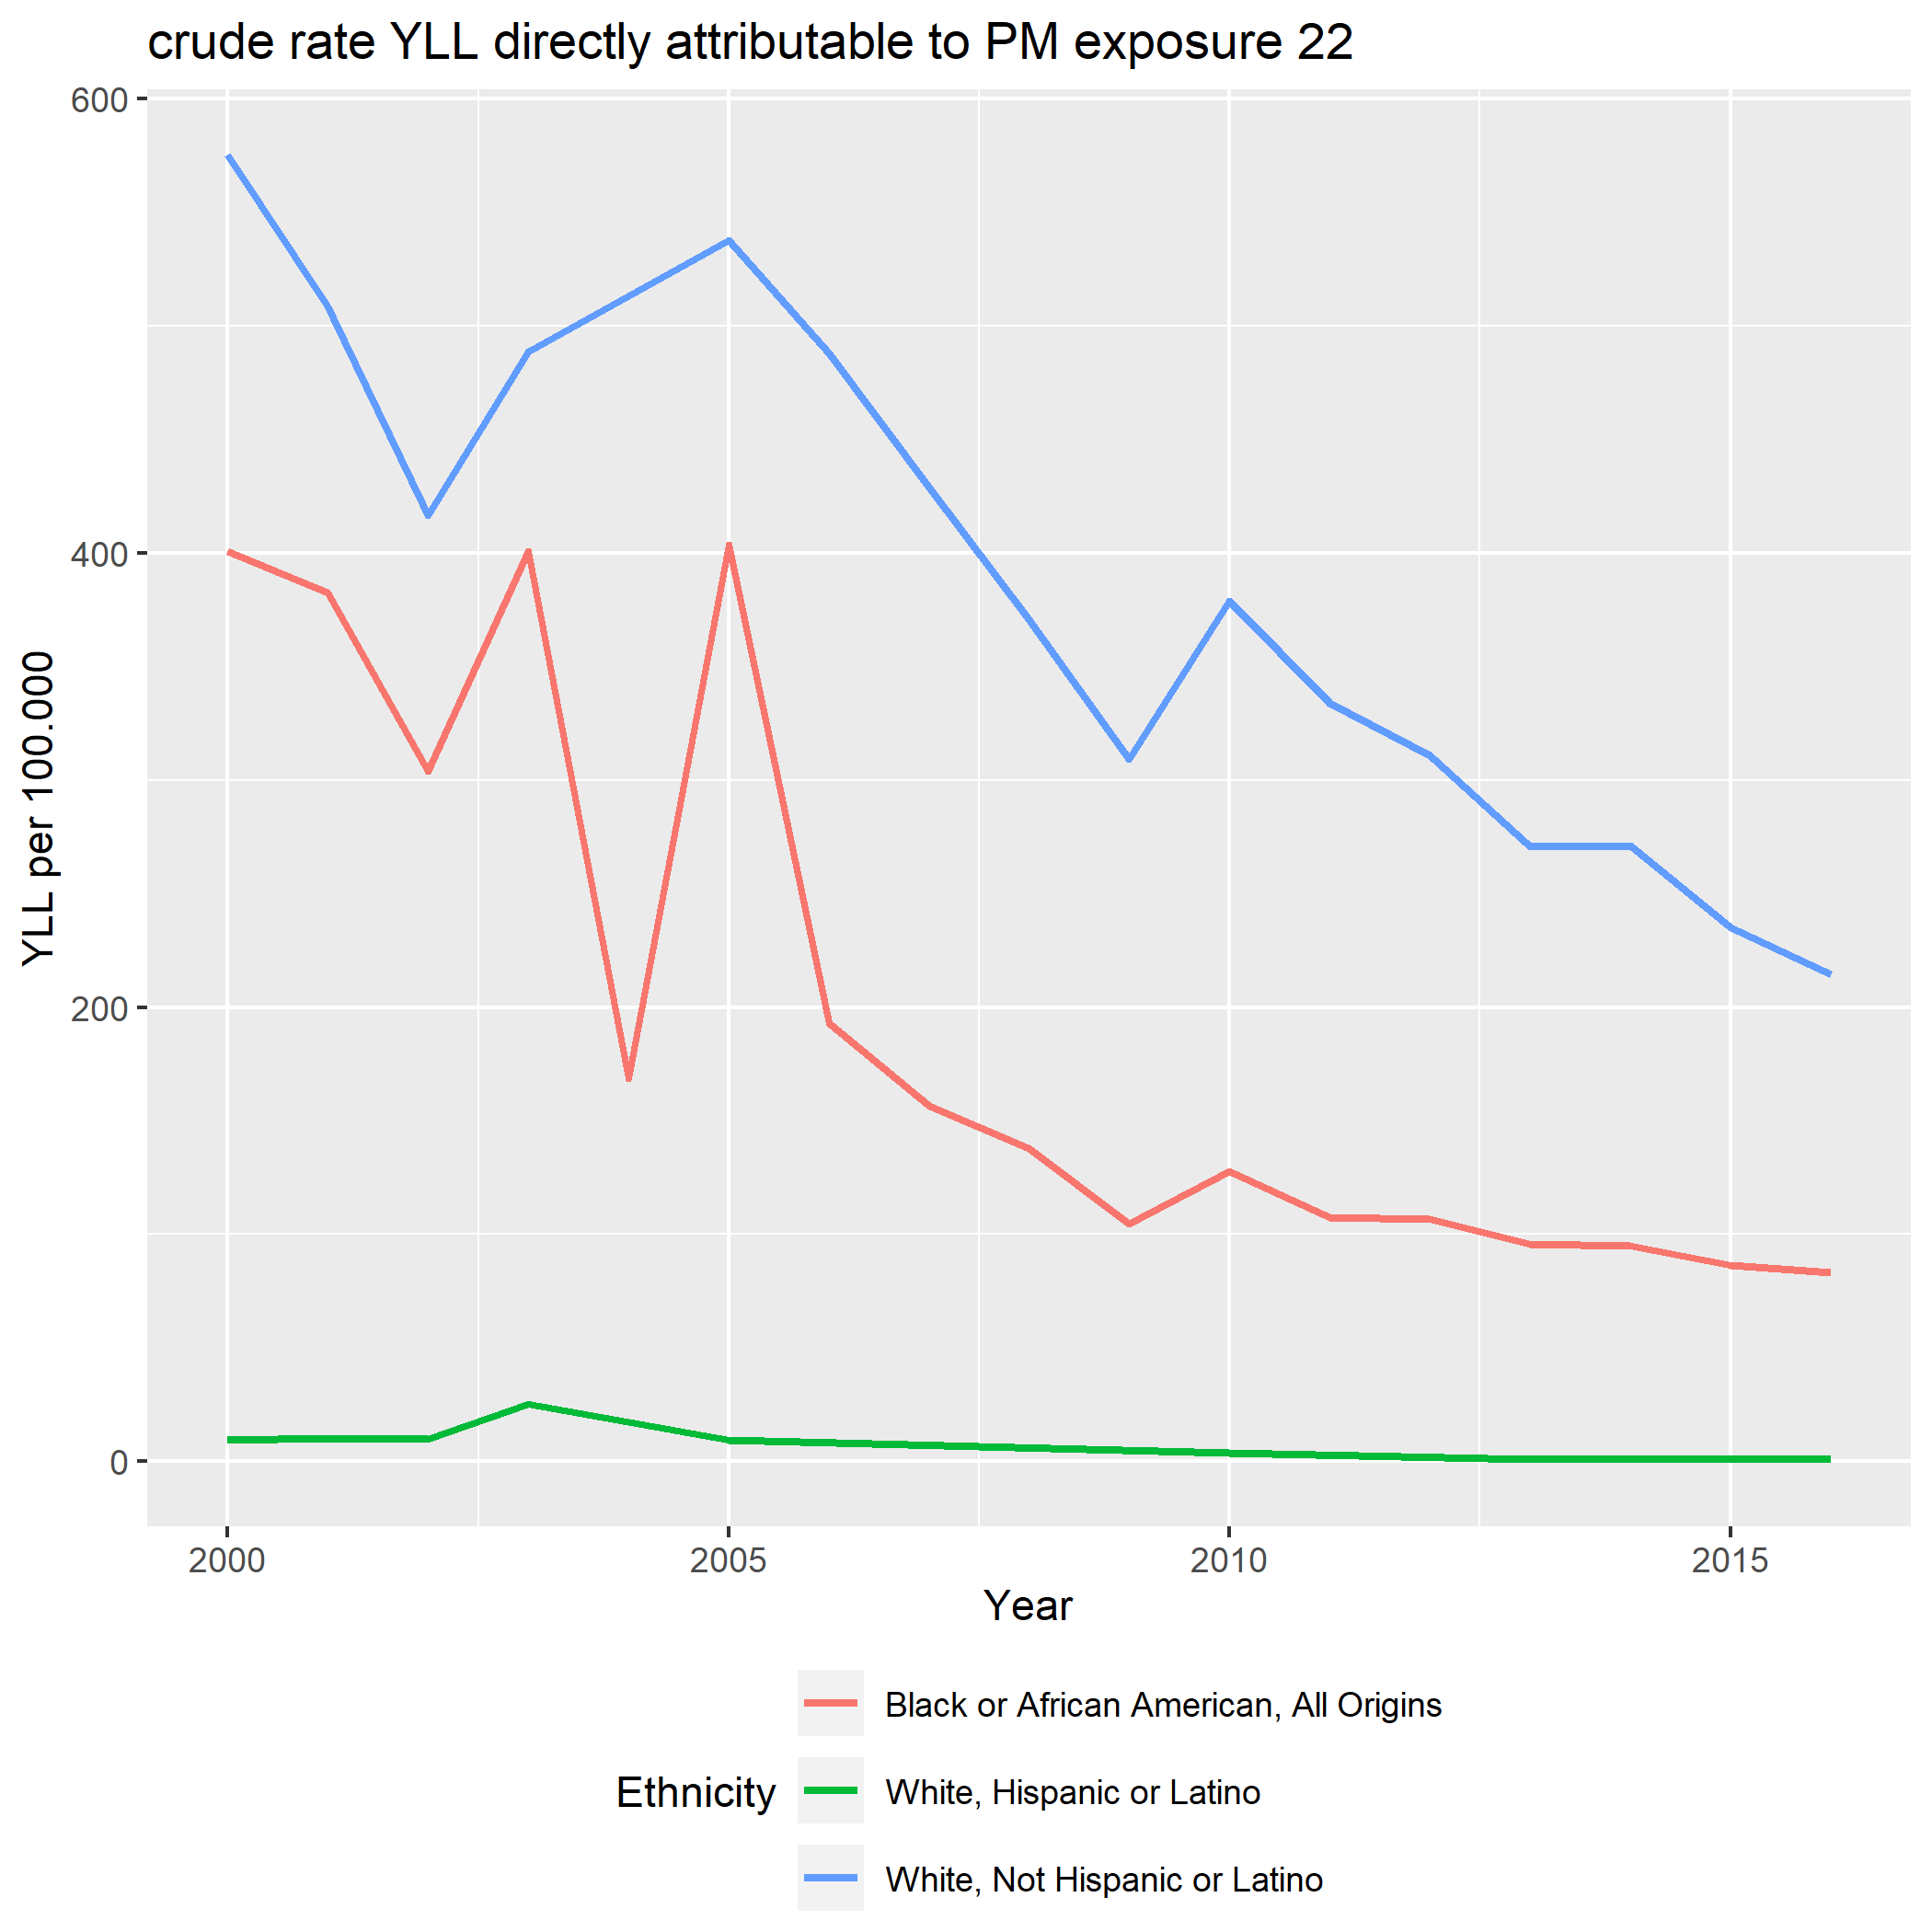 crude rate YLL directly attributable to PM exposure 22
600
400
200
0
YLL per 100.000
2000 2005 2010 2015
Year
Ethnicity
Black or African American, All Origins
White, Hispanic or Latino
White, Not Hispanic or Latino